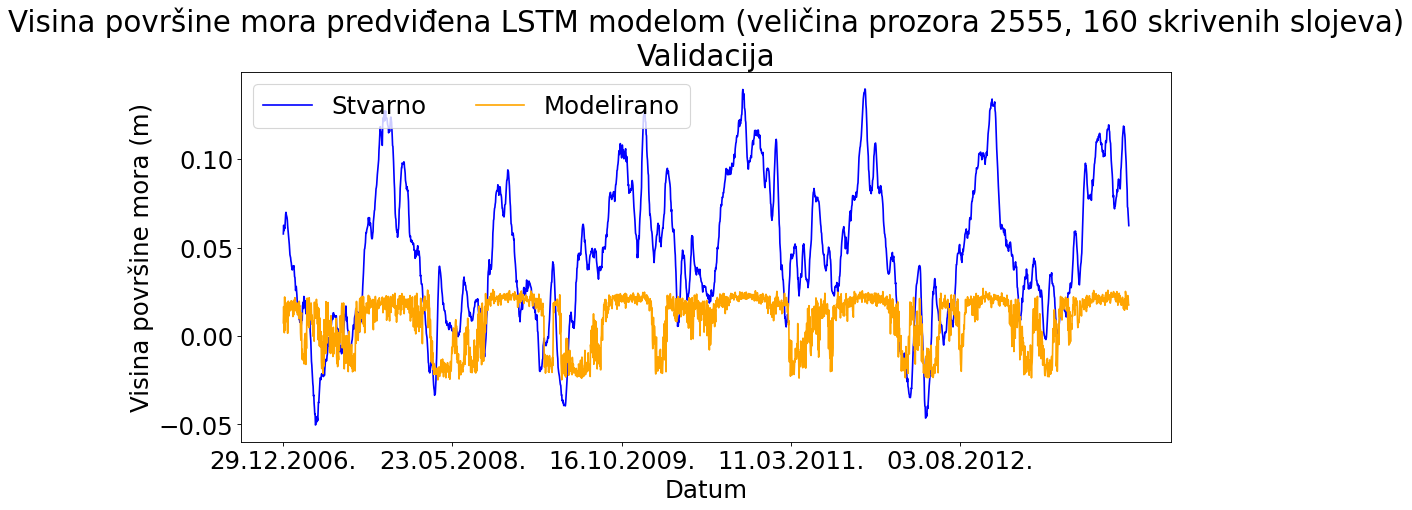 Visina površine mora predviđena LSTM modelom (veličina prozora 2555, 160 skrivenih slojeva)
Validacija
Stvarno Modelirano
Visina površine mora (m)
0.10
0.05
0.00
−0.05
29.12.2006. 23.05.2008. 16.10.2009. 11.03.2011. 03.08.2012.
Datum